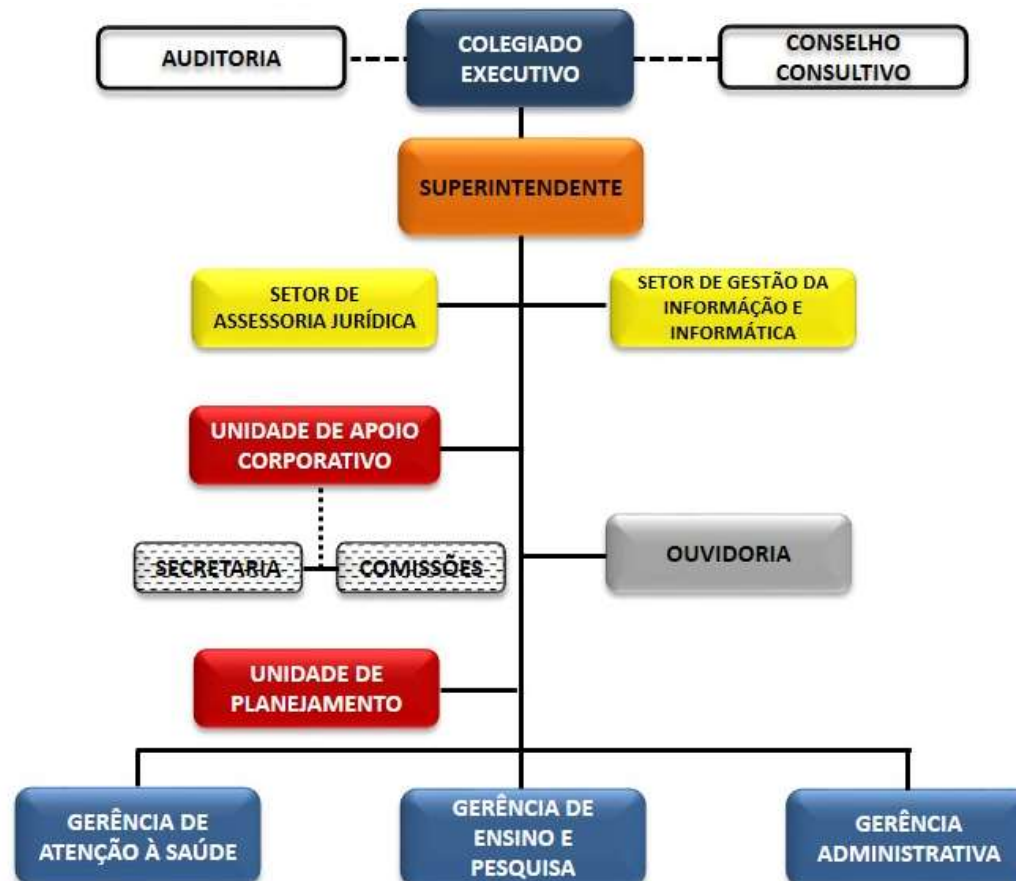 AUDITORIA
COLEGIADO
EXECUTIVO
CONSELHO
CONSULTIVO
SUPERINTENDENTE
SETOR DE
ASSESSORIA JURÍDICA
SETOR DE GESTÃO DA
INFORMÁÇÃO E
INFORMÁTICA
UNIDADE DE APOIO
CORPORATIVO
SECRETARIA
COMISSÕES
OUVIDORIA
UNIDADE DE
PLANEJAMENTO
GERÊNCIA DE
ATENÇÃO À SAÚDE
GERÊNCIA DE
ENSINO E
PESQUISA
GERÊNCIA
ADMINISTRATIVA